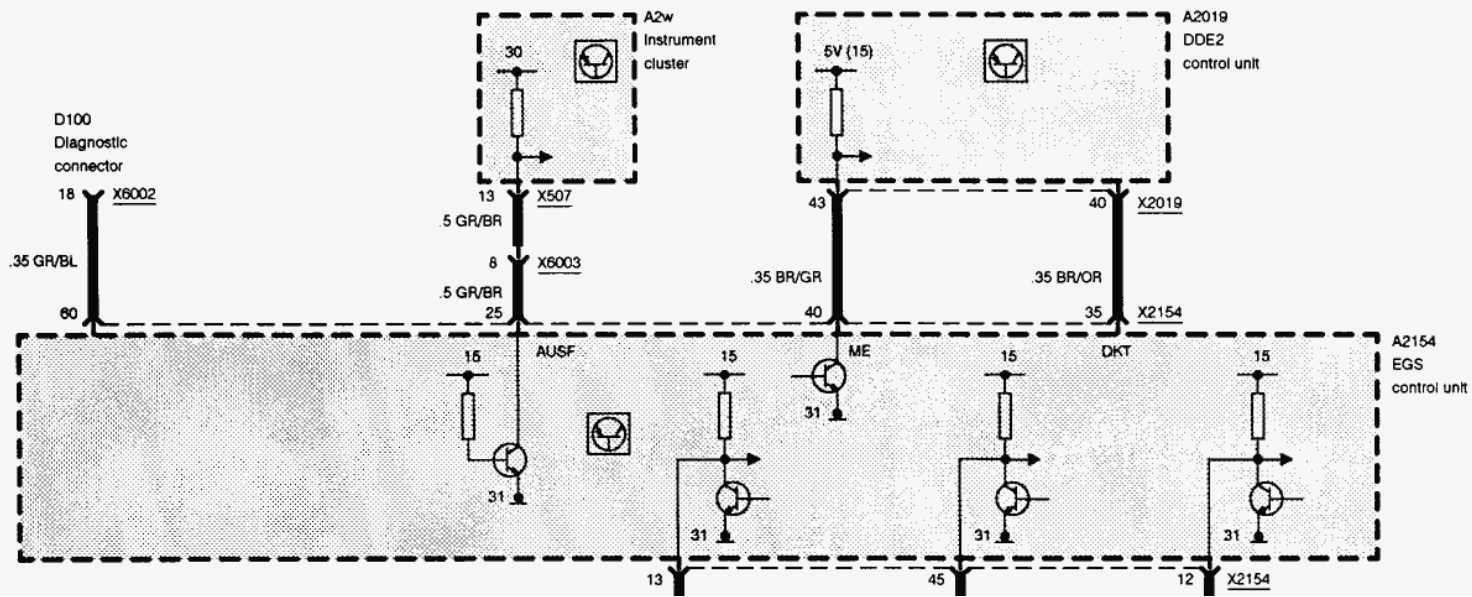 A2w
Instrument
cluster
30
A2019
DDE2
control unit
5V (15)
D100
Diagnostic
connector
18 X6002
13 X507
43
40 X2019
.5 GR/BR
8 X6003
.35 GR/BL
.35 BR/GR
.35 BR/OR
.5 GR/BR
60
25
40
35 X2154
A2154
EGS
control unit
AUSF
ME
DKT
15
15
15
15
31
31
31
31
31
13
45
12 X2154